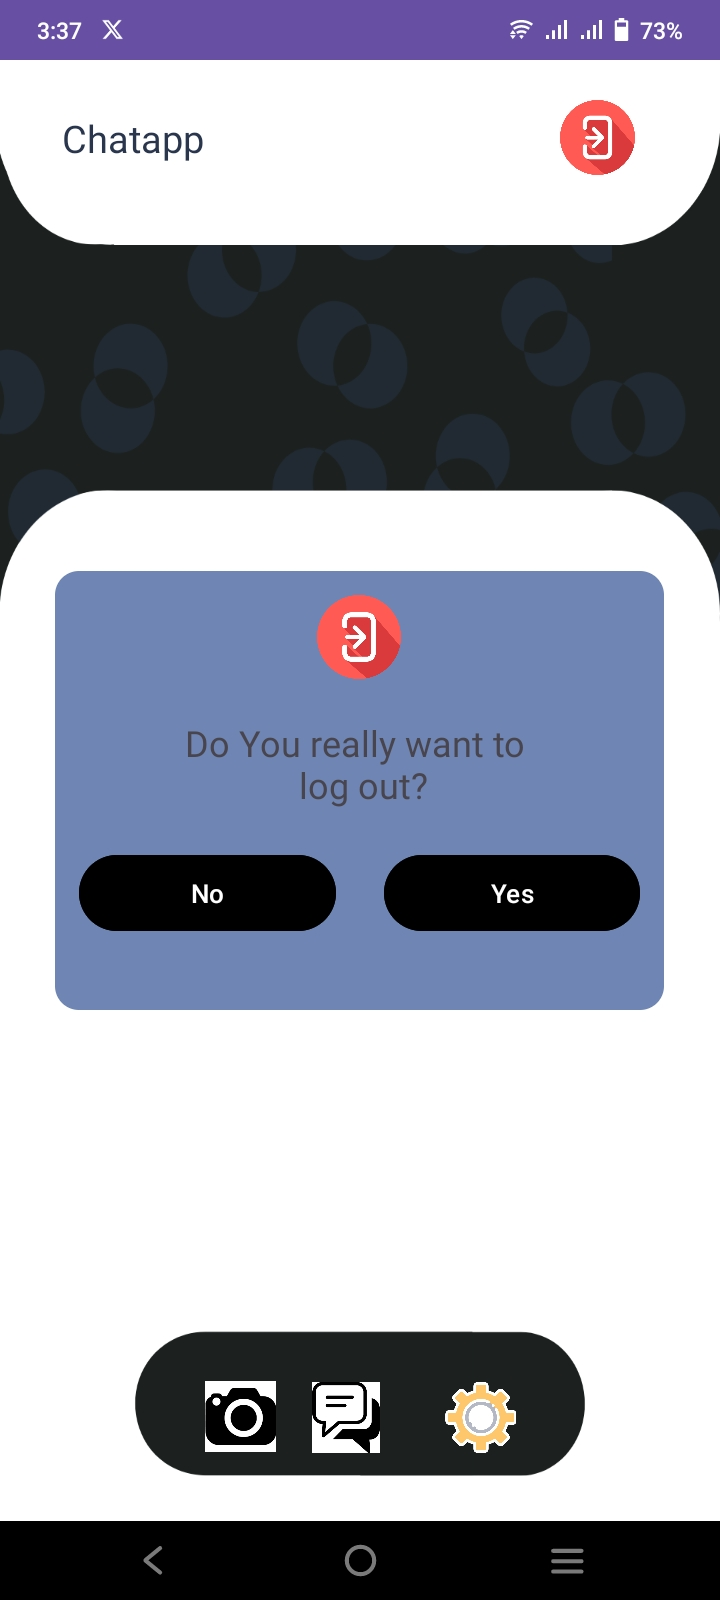 3:37 73%
Chatapp
Do You really want to
log out?
No Yes